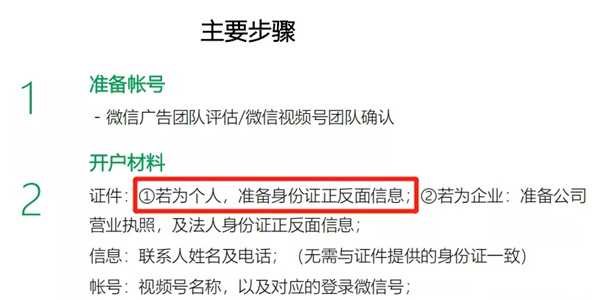 主要步骤
1 准备帐号
- 微信广告团队评估/微信视频号团队确认
2 开户材料
证件：①若为个人，准备身份证正反面信息；②若为企业：准备公司
营业执照，及法人身份证正反面信息；
信息：联系人姓名及电话；（无需与证件提供的身份证一致）
帐号：视频号名称，以及对应的登录微信号；